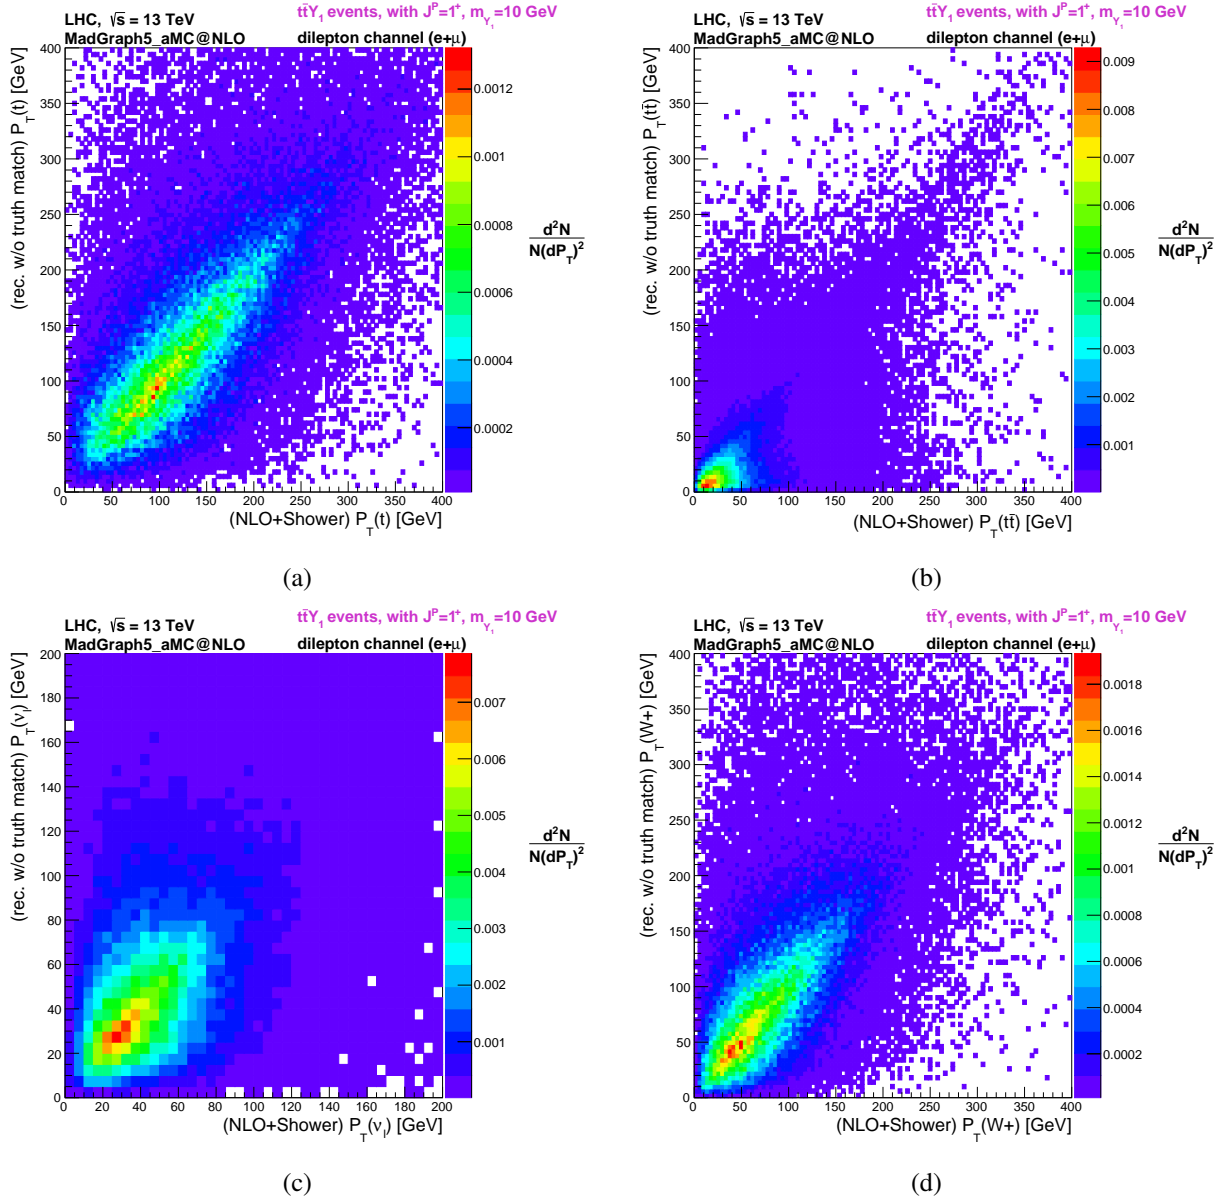 LHC, √s = 13 TeV
tt̄Y₁ events, with Jᴾ=1⁺, m_Y₁=10 GeV
MadGraph5_aMC@NLO
dilepton channel (e+μ)
(rec. w/o truth match) P_T(t) [GeV]
400
350
300
250
200
150
100
50
0
0 50 100 150 200 250 300 350 400
(NLO+Shower) P_T(t) [GeV]
0.0012
0.001
0.0008
0.0006
0.0004
0.0002
d²N
N(dP_T)²
(a)
LHC, √s = 13 TeV
tt̄Y₁ events, with Jᴾ=1⁺, m_Y₁=10 GeV
MadGraph5_aMC@NLO
dilepton channel (e+μ)
(rec. w/o truth match) P_T(tt̄) [GeV]
400
350
300
250
200
150
100
50
0
0 50 100 150 200 250 300 350 400
(NLO+Shower) P_T(tt̄) [GeV]
0.009
0.008
0.007
0.006
0.005
0.004
0.003
0.002
0.001
d²N
N(dP_T)²
(b)
LHC, √s = 13 TeV
tt̄Y₁ events, with Jᴾ=1⁺, m_Y₁=10 GeV
MadGraph5_aMC@NLO
dilepton channel (e+μ)
(rec. w/o truth match) P_T(ν_l) [GeV]
200
180
160
140
120
100
80
60
40
20
0
0 20 40 60 80 100 120 140 160 180 200
(NLO+Shower) P_T(ν_l) [GeV]
0.007
0.006
0.005
0.004
0.003
0.002
0.001
d²N
N(dP_T)²
(c)
LHC, √s = 13 TeV
tt̄Y₁ events, with Jᴾ=1⁺, m_Y₁=10 GeV
MadGraph5_aMC@NLO
dilepton channel (e+μ)
(rec. w/o truth match) P_T(W+) [GeV]
400
350
300
250
200
150
100
50
0
0 50 100 150 200 250 300 350 400
(NLO+Shower) P_T(W+) [GeV]
0.0018
0.0016
0.0014
0.0012
0.001
0.0008
0.0006
0.0004
0.0002
d²N
N(dP_T)²
(d)